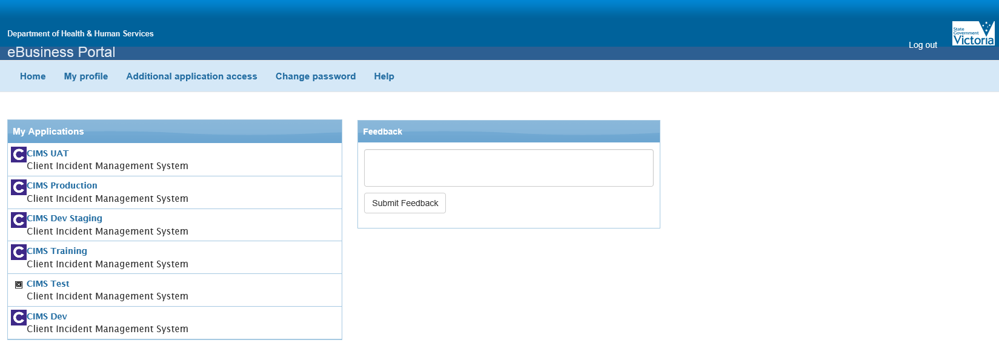 Department of Health & Human Services
eBusiness Portal
Log out
State
Government
Victoria
Home My profile Additional application access Change password Help
My Applications
CIMS UAT
Client Incident Management System
CIMS Production
Client Incident Management System
CIMS Dev Staging
Client Incident Management System
CIMS Training
Client Incident Management System
CIMS Test
Client Incident Management System
CIMS Dev
Client Incident Management System
Feedback
Submit Feedback